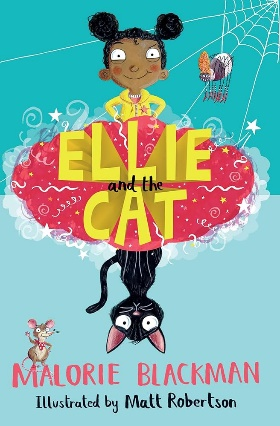 ELLIE
and the
CAT
MALORIE BLACKMAN
Illustrated by Matt Robertson